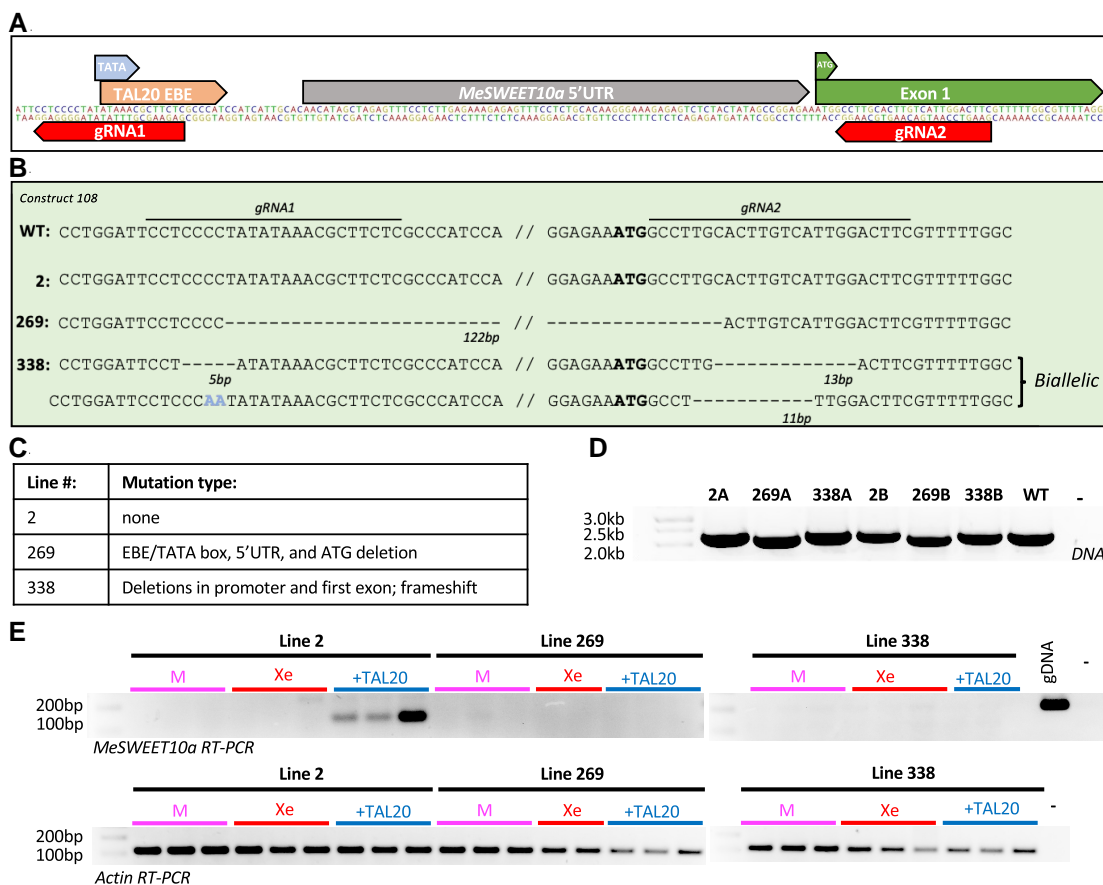 A
TATA
ATG
TAL20 EBE
MeSWEET10a 5'UTR
Exon 1
ATTCCTCCCCTATATAAACGCTTCTCGCCCATCCATCATTGCACAACATAGCTAGAGTTTCCTCTTGAGAAAGAGAGTTTCCTCTGCACAAGGGAAAGAGAGTCTCTACTATAGCCGGAGAAATGGCCTTGCACTTGTCATTGGACTTCGTTTTTGGCGTTTTAGG
TAAGGAGGGGATATATTTGCGAAGAGCGGGTAGGTAGTAACGTGTTGTATCGATCTCAAAGGAGAACTCTTTCTCTCAAAGGAGACGTGTTCCCTTTCTCTCAGAGATGATATCGGCCTCTTTACCGGAACGTGAACAGTAACCTGAAGCAAAAACCGCAAAATCC
gRNA1
gRNA2
B
Construct 108
gRNA1
gRNA2
WT: CCTGGATTCCTCCCCTATATAAACGCTTCTCGCCCATCCA // GGAGAAATGGCCTTGCACTTGTCATTGGACTTCGTTTTTGGC
2: CCTGGATTCCTCCCCTATATAAACGCTTCTCGCCCATCCA // GGAGAAATGGCCTTGCACTTGTCATTGGACTTCGTTTTTGGC
269: CCTGGATTCCTCCCC------------------------- // ----------------ACTTGTCATTGGACTTCGTTTTTGGC
122bp
338: CCTGGATTCCT-----ATATAAACGCTTCTCGCCCATCCA // GGAGAAATGGCCTTG-------------ACTTCGTTTTTGGC
5bp
13bp
Biallelic
CCTGGATTCCTCCCAATATATAAACGCTTCTCGCCCATCCA // GGAGAAATGGCCT-----------TTGGACTTCGTTTTTGGC
11bp
C
Line #: Mutation type:
2 none
269 EBE/TATA box, 5'UTR, and ATG deletion
338 Deletions in promoter and first exon; frameshift
D
2A 269A 338A 2B 269B 338B WT -
3.0kb
2.5kb
2.0kb
DNA
E
Line 2 Line 269 Line 338
M Xe +TAL20 M Xe +TAL20 M Xe +TAL20 gDNA -
200bp
100bp
MeSWEET10a RT-PCR
Line 2 Line 269 Line 338
M Xe +TAL20 M Xe +TAL20 M Xe +TAL20 -
200bp
100bp
Actin RT-PCR